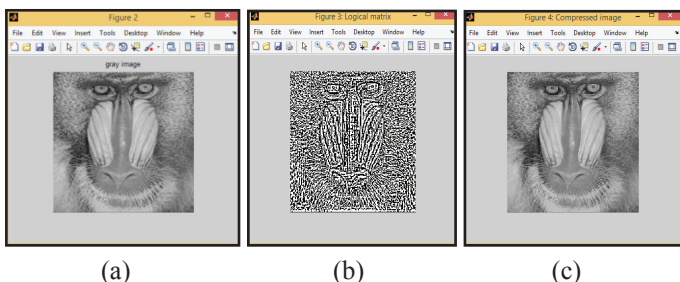 Figure 2
File Edit View Insert Tools Desktop Window Help
gray image
(a)
Figure 3: Logical matrix
File Edit View Insert Tools Desktop Window Help
(b)
Figure 4: Compressed image
File Edit View Insert Tools Desktop Window Help
(c)